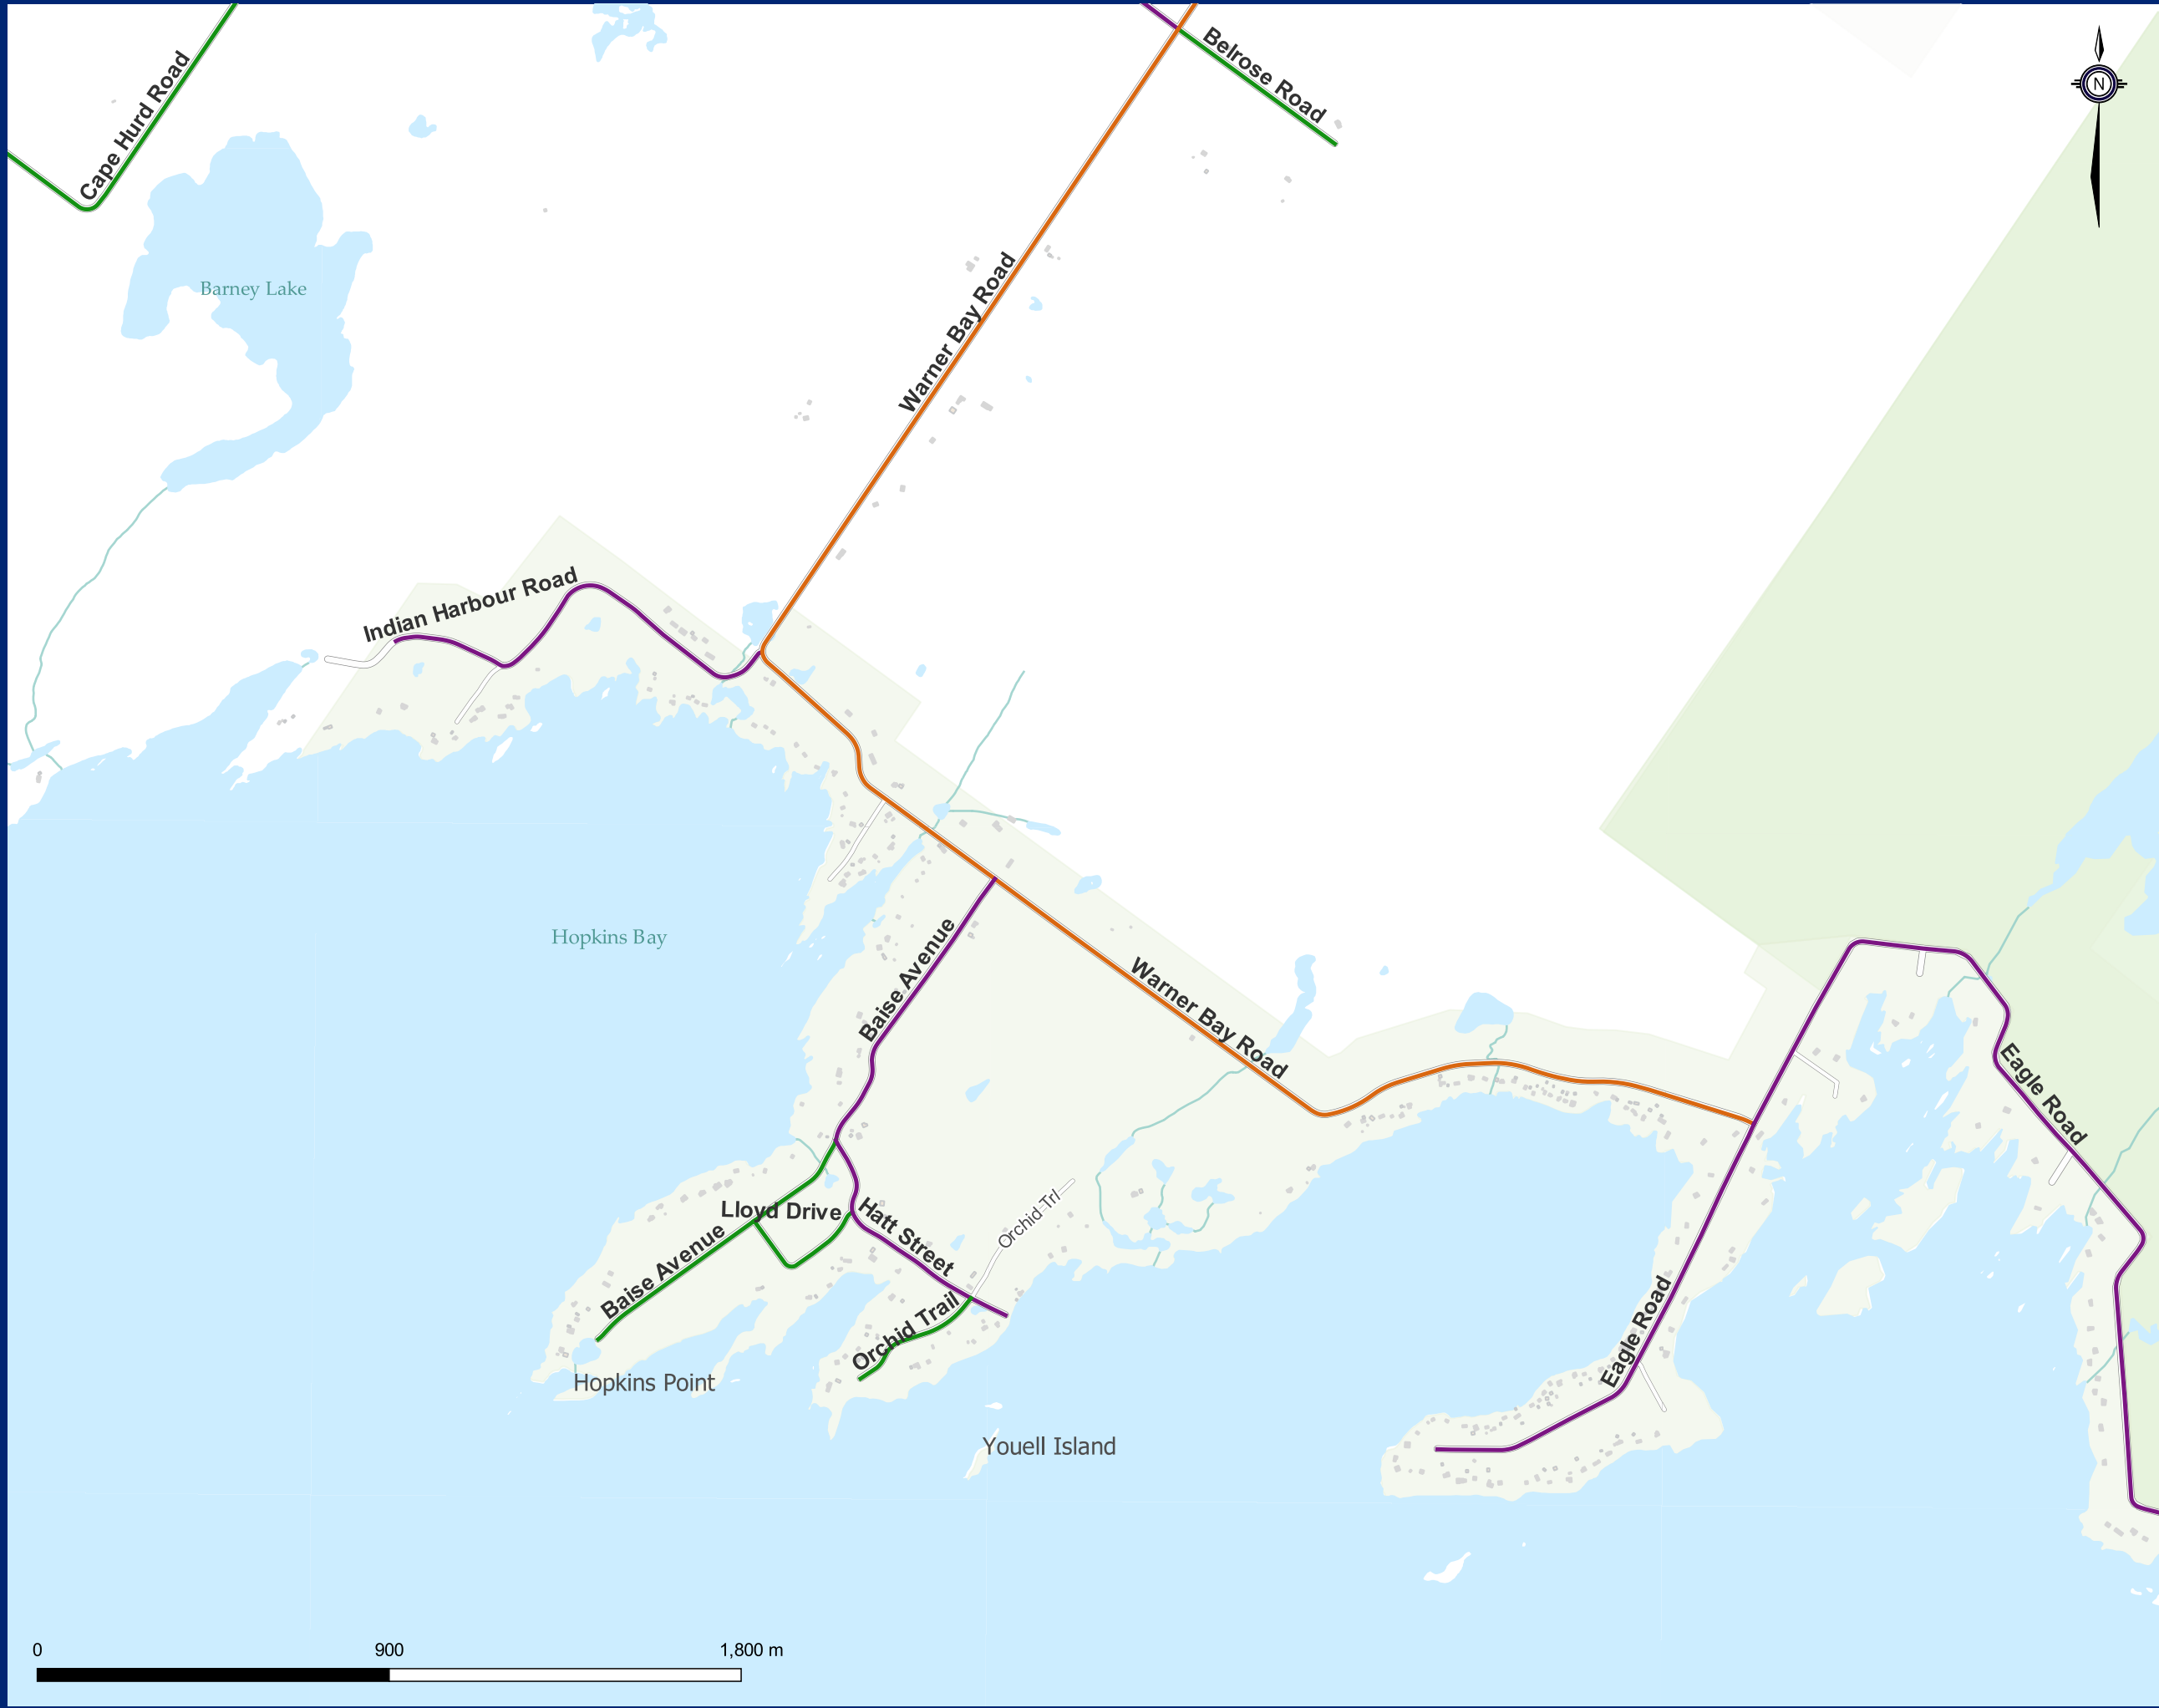 Belrose Road
Cape Hurd Road
N
Barney Lake
Warner Bay Road
Indian Harbour Road
Hopkins Bay
Baise Avenue
Warner Bay Road
Eagle Road
Lloyd Drive
Hatt Street
Orchid Trl
Baise Avenue
Orchid Trail
Eagle Road
Hopkins Point
Youell Island
0 900 1,800 m